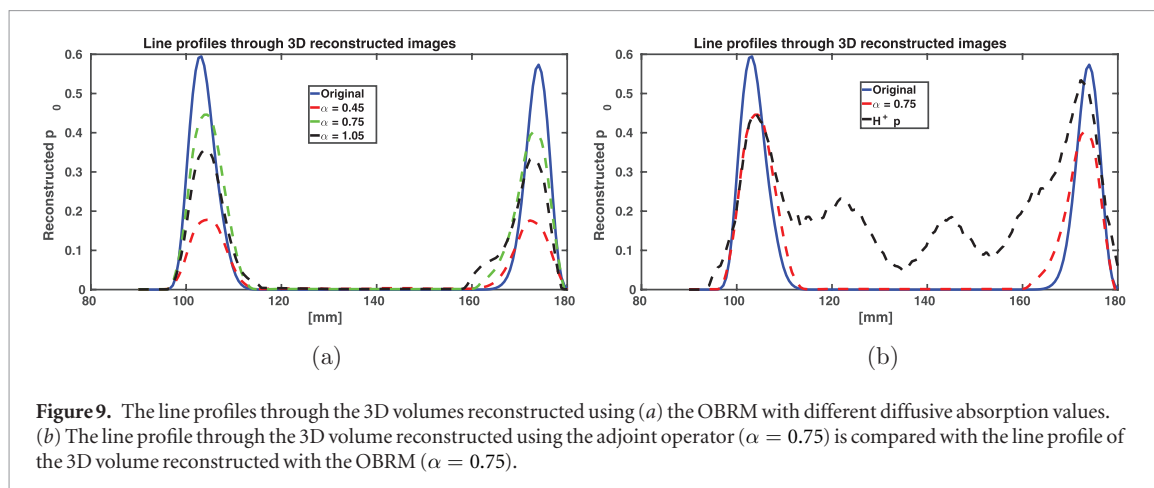 Line profiles through 3D reconstructed images
Reconstructed p 0
0.6
0.5
0.4
0.3
0.2
0.1
0
Original
α = 0.45
α = 0.75
α = 1.05
80 100 120 140 160 180
[mm]
(a)
Line profiles through 3D reconstructed images
Reconstructed p 0
0.6
0.5
0.4
0.3
0.2
0.1
0
Original
α = 0.75
H+ p
80 100 120 140 160 180
[mm]
(b)
Figure 9. The line profiles through the 3D volumes reconstructed using (a) the OBRM with different diffusive absorption values.
(b) The line profile through the 3D volume reconstructed using the adjoint operator (α = 0.75) is compared with the line profile of
the 3D volume reconstructed with the OBRM (α = 0.75).